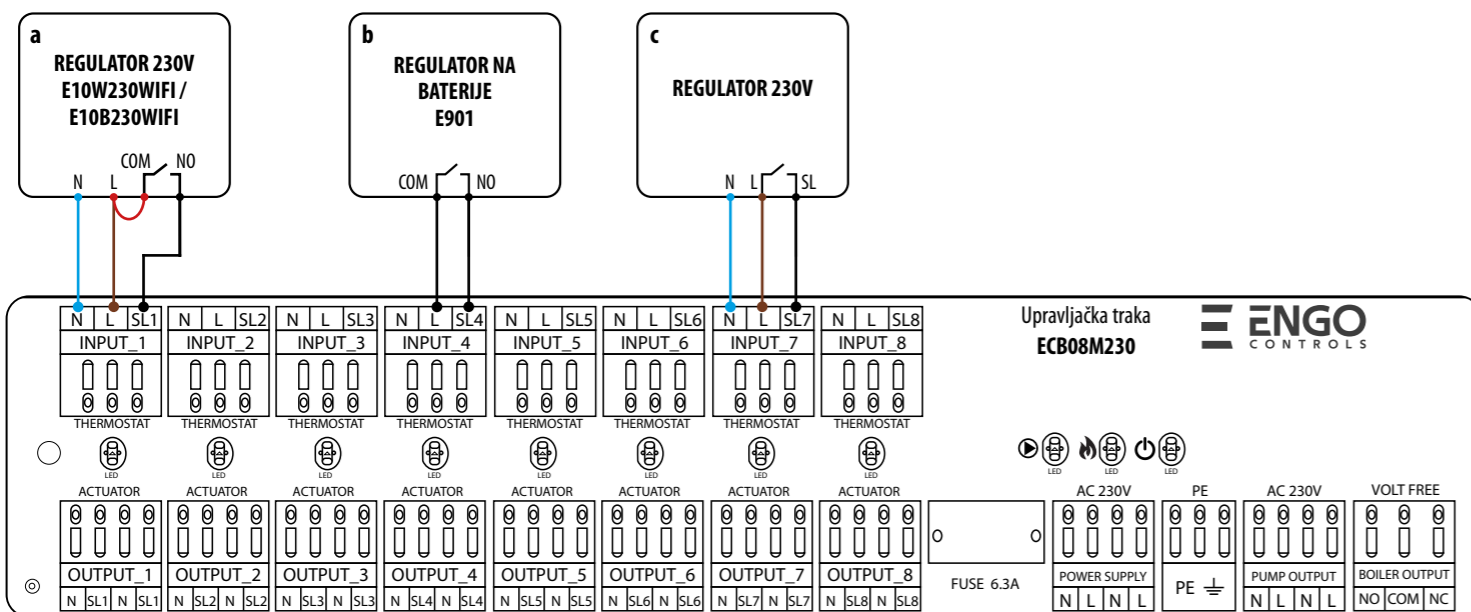 a
REGULATOR 230V
E10W230WIFI /
E10B230WIFI
COM NO
N L
b
REGULATOR NA
BATERIJE
E901
COM NO
c
REGULATOR 230V
N L SL
N L SL1 N L SL2 N L SL3 N L SL4 N L SL5 N L SL6 N L SL7 N L SL8
INPUT_1 INPUT_2 INPUT_3 INPUT_4 INPUT_5 INPUT_6 INPUT_7 INPUT_8
THERMOSTAT THERMOSTAT THERMOSTAT THERMOSTAT THERMOSTAT THERMOSTAT THERMOSTAT THERMOSTAT
Upravljačka traka
ECB08M230
ENGO
CONTROLS
LED LED LED LED LED LED LED LED LED LED LED
ACTUATOR ACTUATOR ACTUATOR ACTUATOR ACTUATOR ACTUATOR ACTUATOR ACTUATOR AC 230V PE AC 230V VOLT FREE
OUTPUT_1 OUTPUT_2 OUTPUT_3 OUTPUT_4 OUTPUT_5 OUTPUT_6 OUTPUT_7 OUTPUT_8
N SL1 N SL1 N SL2 N SL2 N SL3 N SL3 N SL4 N SL4 N SL5 N SL5 N SL6 N SL6 N SL7 N SL7 N SL8 N SL8
FUSE 6.3A
POWER SUPPLY
N L N L
PE
PUMP OUTPUT
N L N L
BOILER OUTPUT
NO COM NC